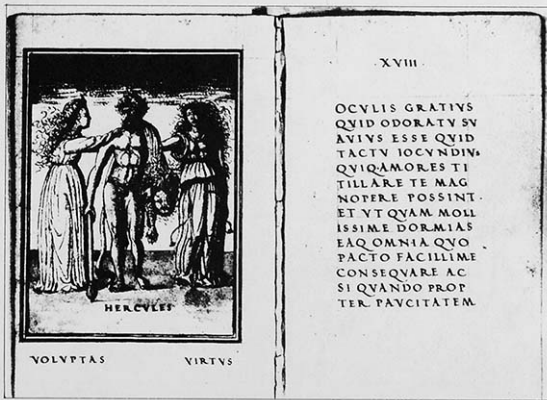 HERCVLES
VOLVPTAS VIRTVS
XVIII
OCVLIS GRATIVS
QVID ODORATV SV
AVIVS ESSE QVID
TACTV IOCVNDIVS
QVIQ·AMORES TI
TILLARE TE MAG
NOPERE POSSINT·
ET VT QVAM MOLL
ISSIME DORMIAS
EAQ OMNIA QVO
PACTO FACILLIME
CONSEQVARE AC
SI QVANDO PROP
TER PAVCITATEM